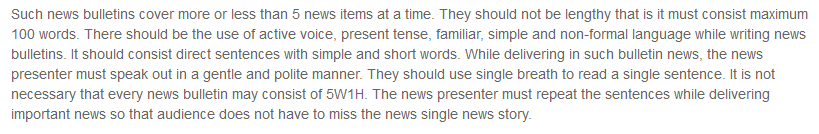 Such news bulletins cover more or less than 5 news items at a time. They should not be lengthy that is it must consist maximum
100 words. There should be the use of active voice, present tense, familiar, simple and non-formal language while writing news
bulletins. It should consist direct sentences with simple and short words. While delivering in such bulletin news, the news
presenter must speak out in a gentle and polite manner. They should use single breath to read a single sentence. It is not
necessary that every news bulletin may consist of 5W1H. The news presenter must repeat the sentences while delivering
important news so that audience does not have to miss the news single news story.